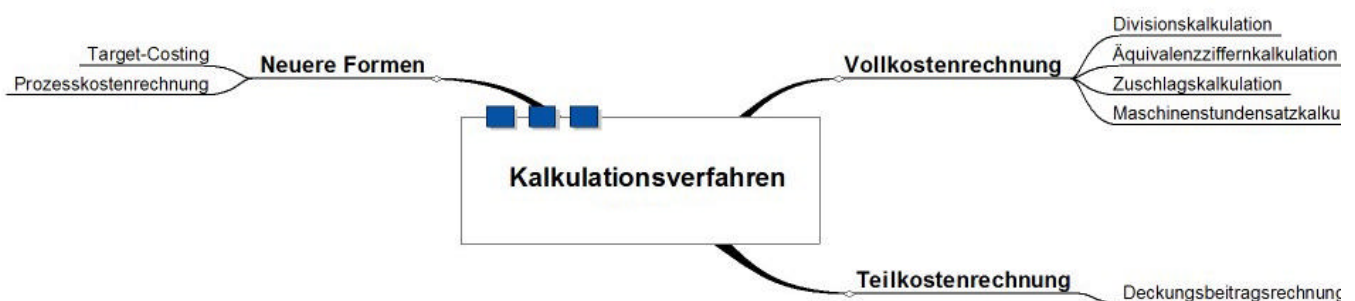 Target-Costing
Prozesskostenrechnung
Neuere Formen
Kalkulationsverfahren
Vollkostenrechnung
Divisionskalkulation
Äquivalenzziffernkalkulation
Zuschlagskalkulation
Maschinenstundensatzkalku
Teilkostenrechnung
Deckungsbeitragsrechnung